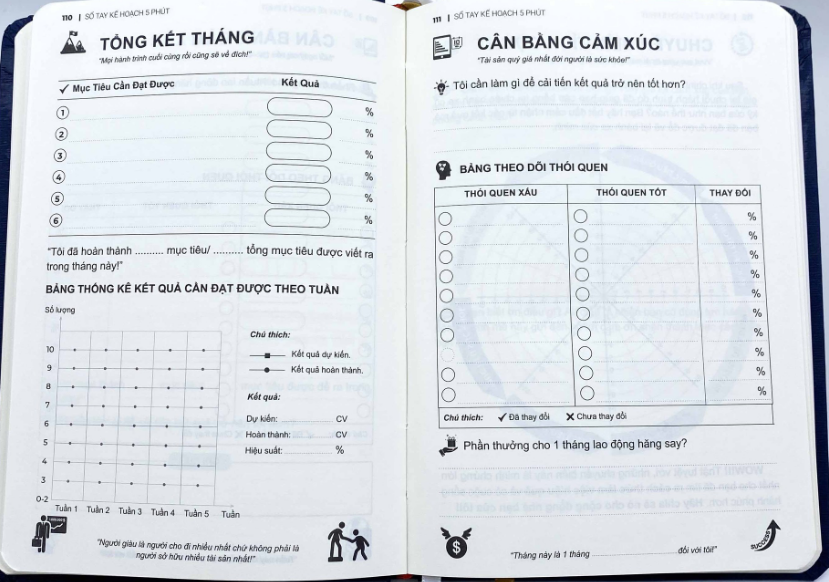 110 | SỔ TAY KẾ HOẠCH 5 PHÚT
TỔNG KẾT THÁNG
"Mọi hành trình cuối cùng rồi cũng sẽ về đích!"
✓ Mục Tiêu Cần Đạt Được Kết Quả
1 %
2 %
3 %
4 %
5 %
6 %
"Tôi đã hoàn thành .......... mục tiêu/ .......... tổng mục tiêu được viết ra
trong tháng này!"
BẢNG THỐNG KÊ KẾT QUẢ CẦN ĐẠT ĐƯỢC THEO TUẦN
Số lượng
10
9
8
7
6
5
4
3
0-2
Tuần 1 Tuần 2 Tuần 3 Tuần 4 Tuần 5 Tuần
Chú thích:
Kết quả dự kiến.
Kết quả hoàn thành.
Kết quả:
Dự kiến: CV
Hoàn thành: CV
Hiệu suất: %
"Người giàu là người cho đi nhiều nhất chứ không phải là
người sở hữu nhiều tài sản nhất!"
111 | SỔ TAY KẾ HOẠCH 5 PHÚT
CÂN BẰNG CẢM XÚC
"Tài sản quý giá nhất đời người là sức khỏe!"
Tôi cần làm gì để cải tiến kết quả trở nên tốt hơn?
BẢNG THEO DÕI THÓI QUEN
THÓI QUEN XẤU THÓI QUEN TỐT THAY ĐỔI
%
%
%
%
%
%
%
%
%
%
Chú thích: ✓ Đã thay đổi ✕ Chưa thay đổi
Phần thưởng cho 1 tháng lao động hăng say?
$
"Tháng này là 1 tháng đối với tôi!"
SUCCESS